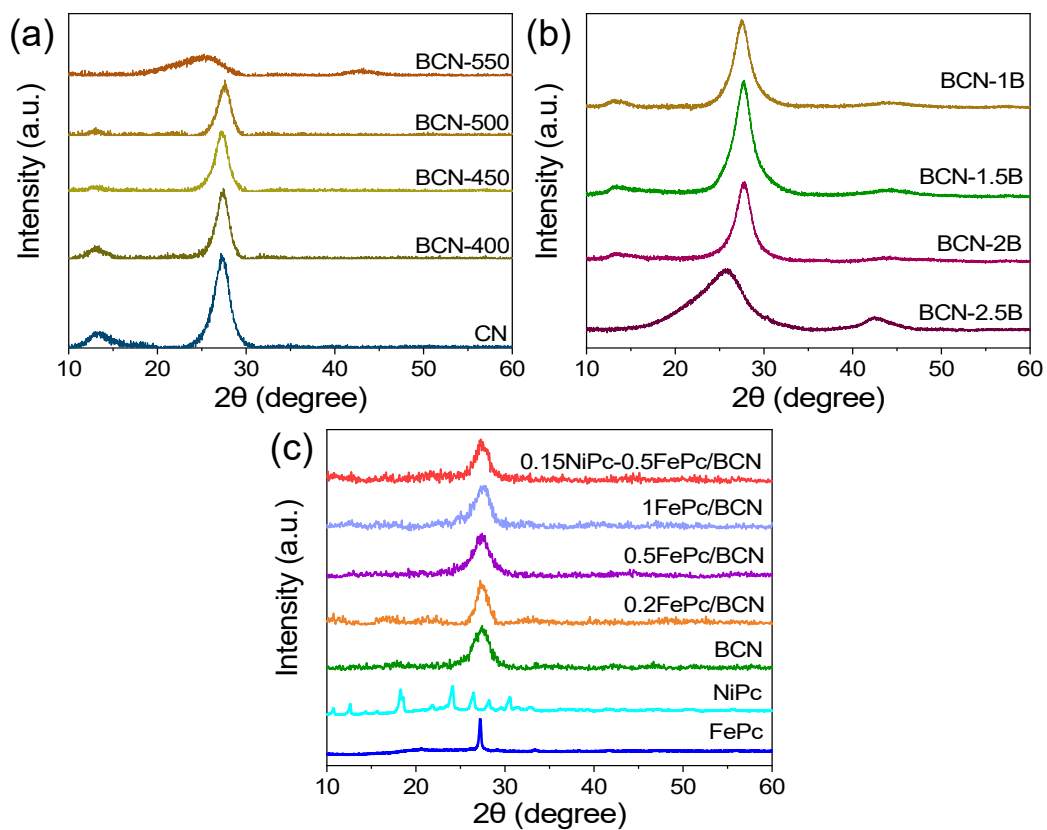 (a)
BCN-550
BCN-500
BCN-450
BCN-400
CN
Intensity (a.u.)
10 20 30 40 50 60
2θ (degree)
(b)
BCN-1B
BCN-1.5B
BCN-2B
BCN-2.5B
Intensity (a.u.)
10 20 30 40 50 60
2θ (degree)
(c)
0.15NiPc-0.5FePc/BCN
1FePc/BCN
0.5FePc/BCN
0.2FePc/BCN
BCN
NiPc
FePc
Intensity (a.u.)
10 20 30 40 50 60
2θ (degree)